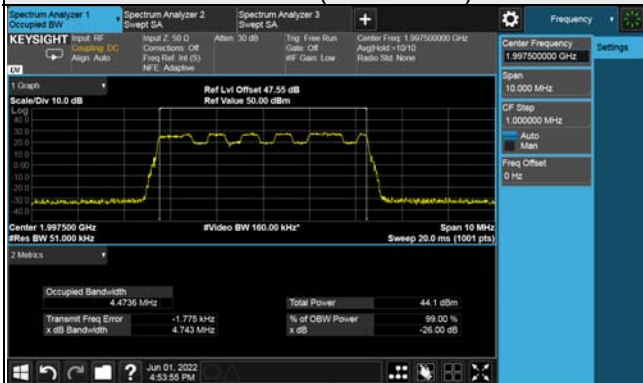 Spectrum Analyzer 1
Occupied BW
Spectrum Analyzer 2
Swept SA
Spectrum Analyzer 3
Swept SA
+
Frequency
KEYSIGHT
Input: RF
Coupling: DC
Align: Auto
Input Z: 50 Ω
Corrections: Off
Freq Ref: Int (S)
NFE: Adaptive
Atten: 30 dB
Trig: Free Run
Gate: Off
#IF Gain: Low
Center Freq: 1.997500000 GHz
Avg|Hold:>10/10
Radio Std: None
LM
Center Frequency
1.997500000 GHz
Settings
Span
10.000 MHz
CF Step
1.000000 MHz
Auto
Man
Freq Offset
0 Hz
1 Graph
Scale/Div 10.0 dB
Ref Lvl Offset 47.55 dB
Ref Value 50.00 dBm
Log
40.0
30.0
20.0
10.0
0.00
-10.0
-20.0
-30.0
-40.0
Center 1.997500 GHz
#Res BW 51.000 kHz
#Video BW 160.00 kHz*
Span 10 MHz
Sweep 20.0 ms (1001 pts)
2 Metrics
Occupied Bandwidth
4.4736 MHz
Total Power
44.1 dBm
Transmit Freq Error
-1.775 kHz
% of OBW Power
99.00 %
x dB Bandwidth
4.743 MHz
x dB
-26.00 dB
?
Jun 01, 2022
4:53:55 PM